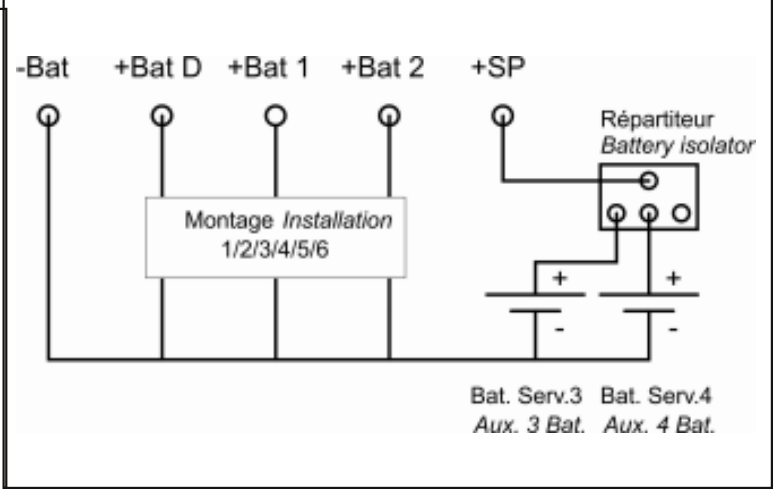 -Bat +Bat D +Bat 1 +Bat 2 +SP
Répartiteur
Battery isolator
Montage Installation
1/2/3/4/5/6
+ +
- -
Bat. Serv.3 Bat. Serv.4
Aux. 3 Bat. Aux. 4 Bat.